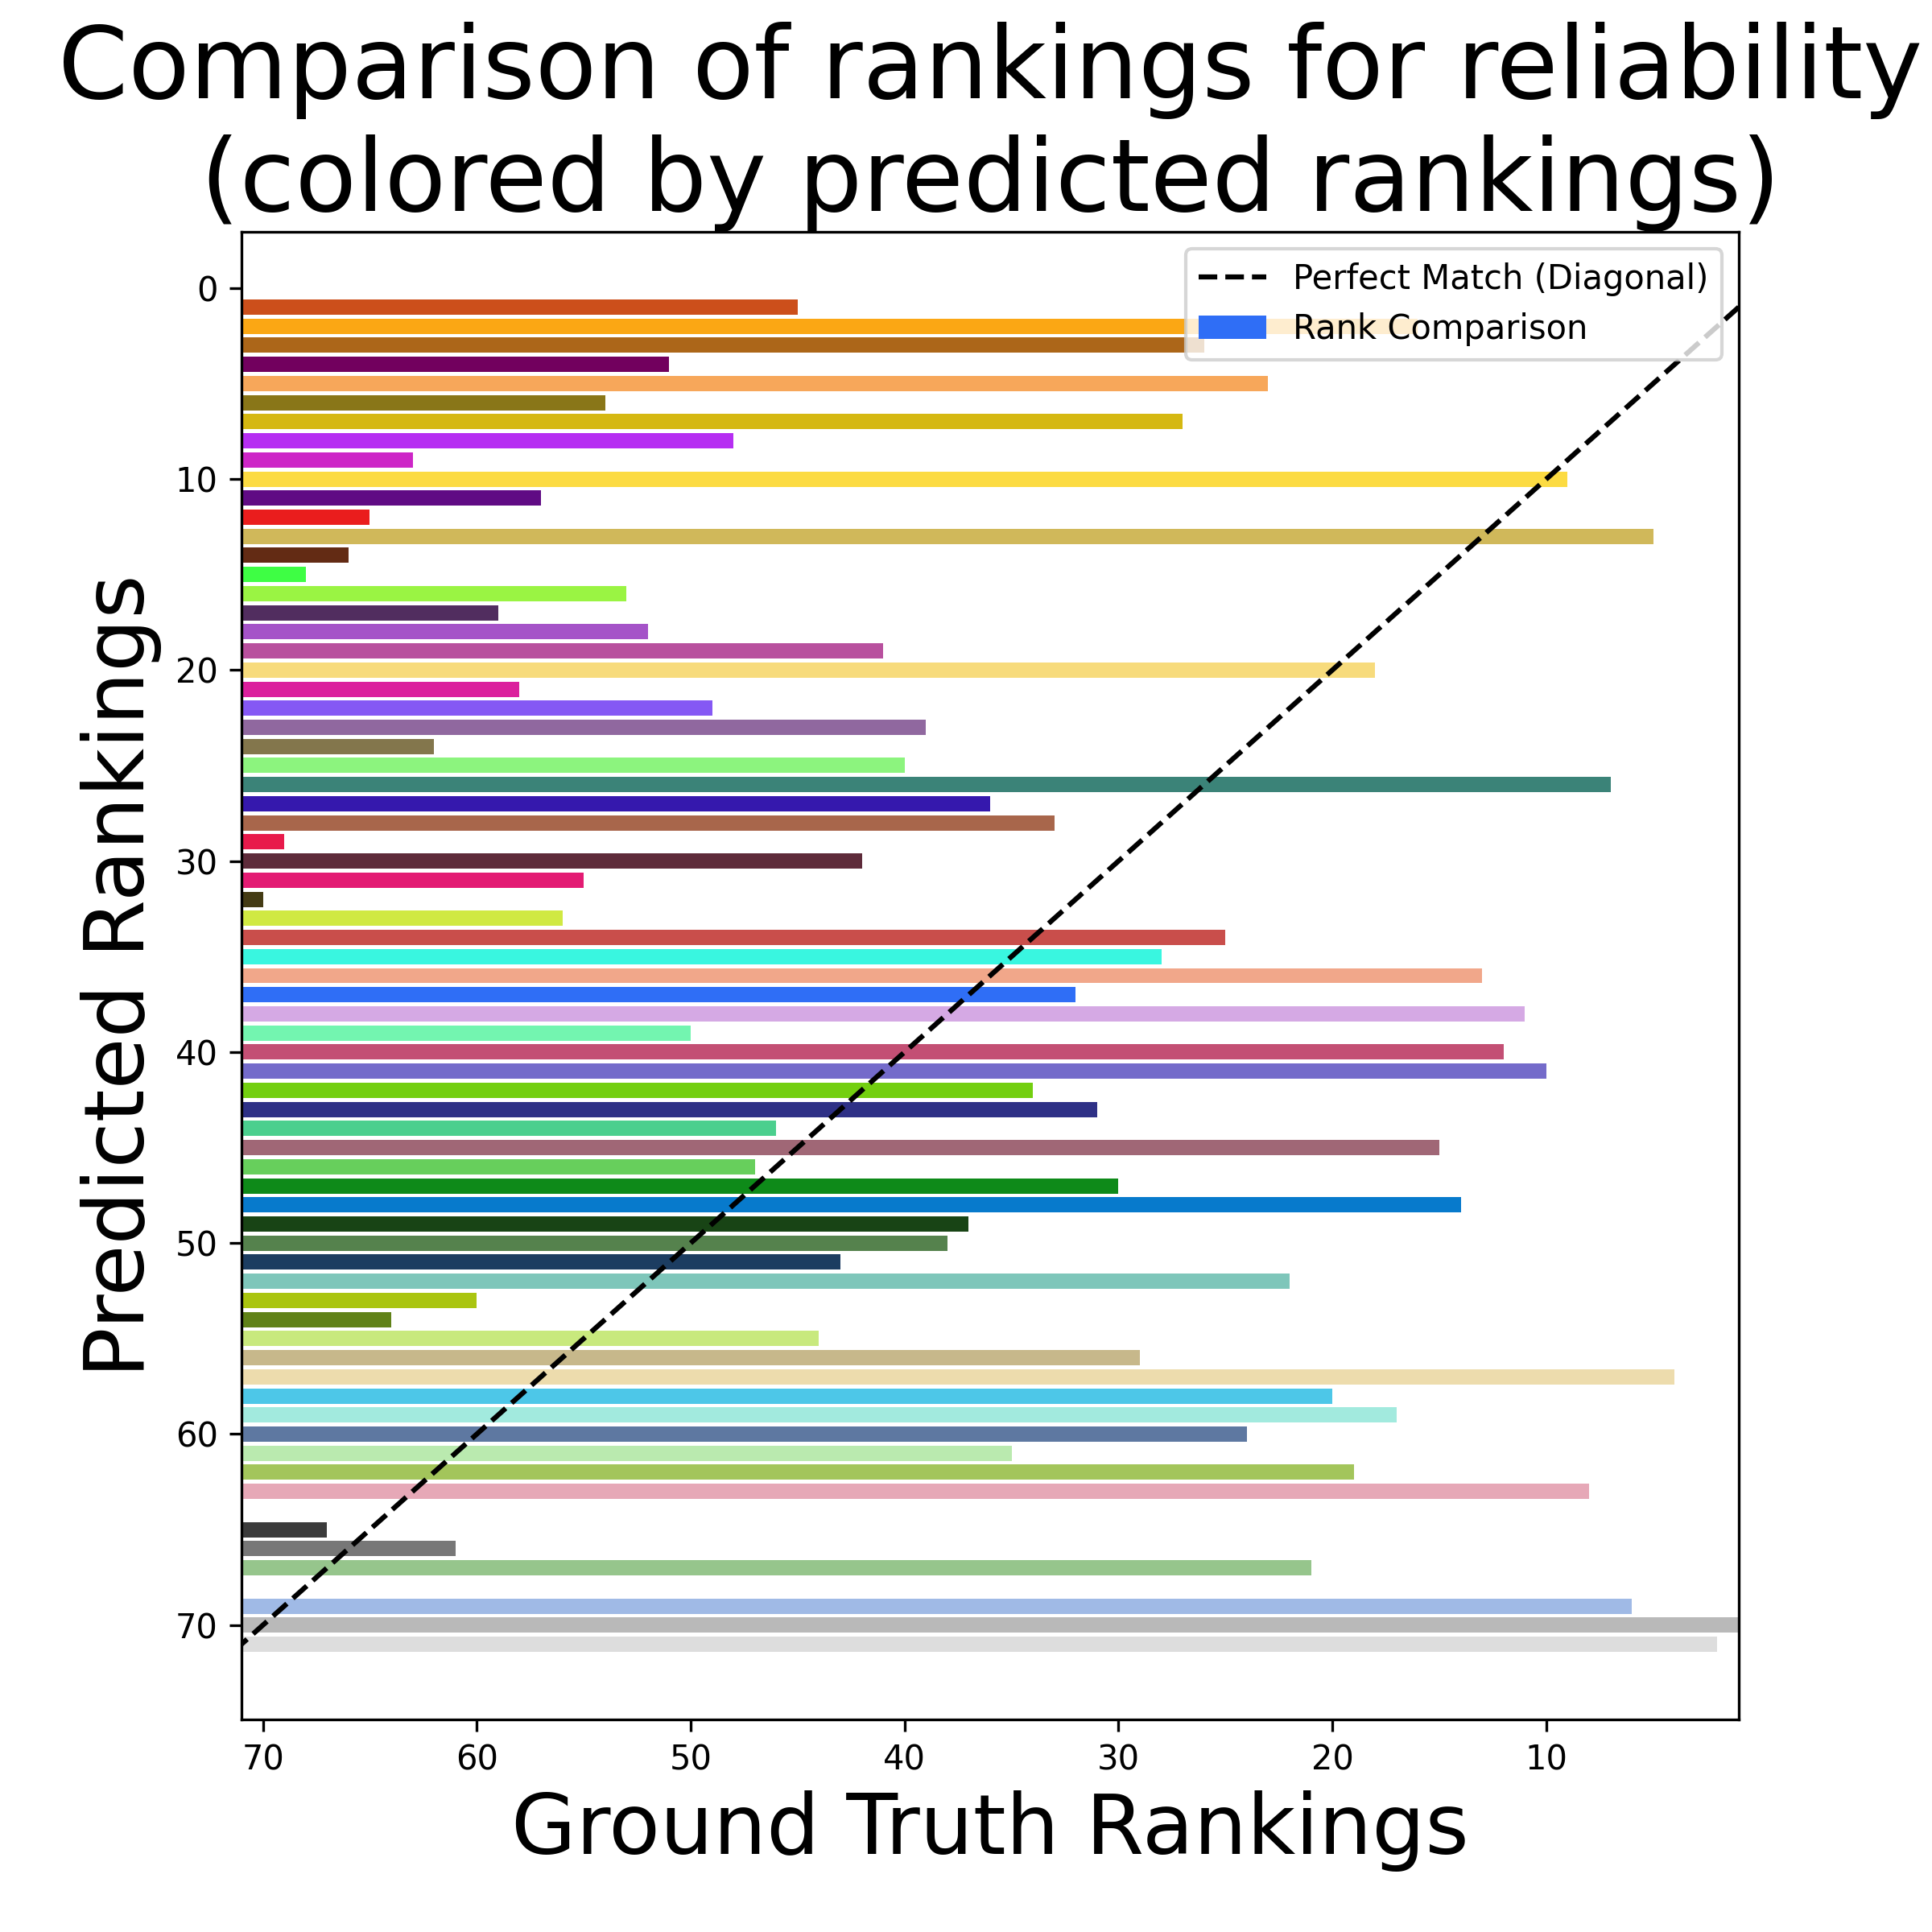 Comparison of rankings for reliability
(colored by predicted rankings)
Perfect Match (Diagonal)
Rank Comparison
Predicted Rankings
0
10
20
30
40
50
60
70
70 60 50 40 30 20 10
Ground Truth Rankings